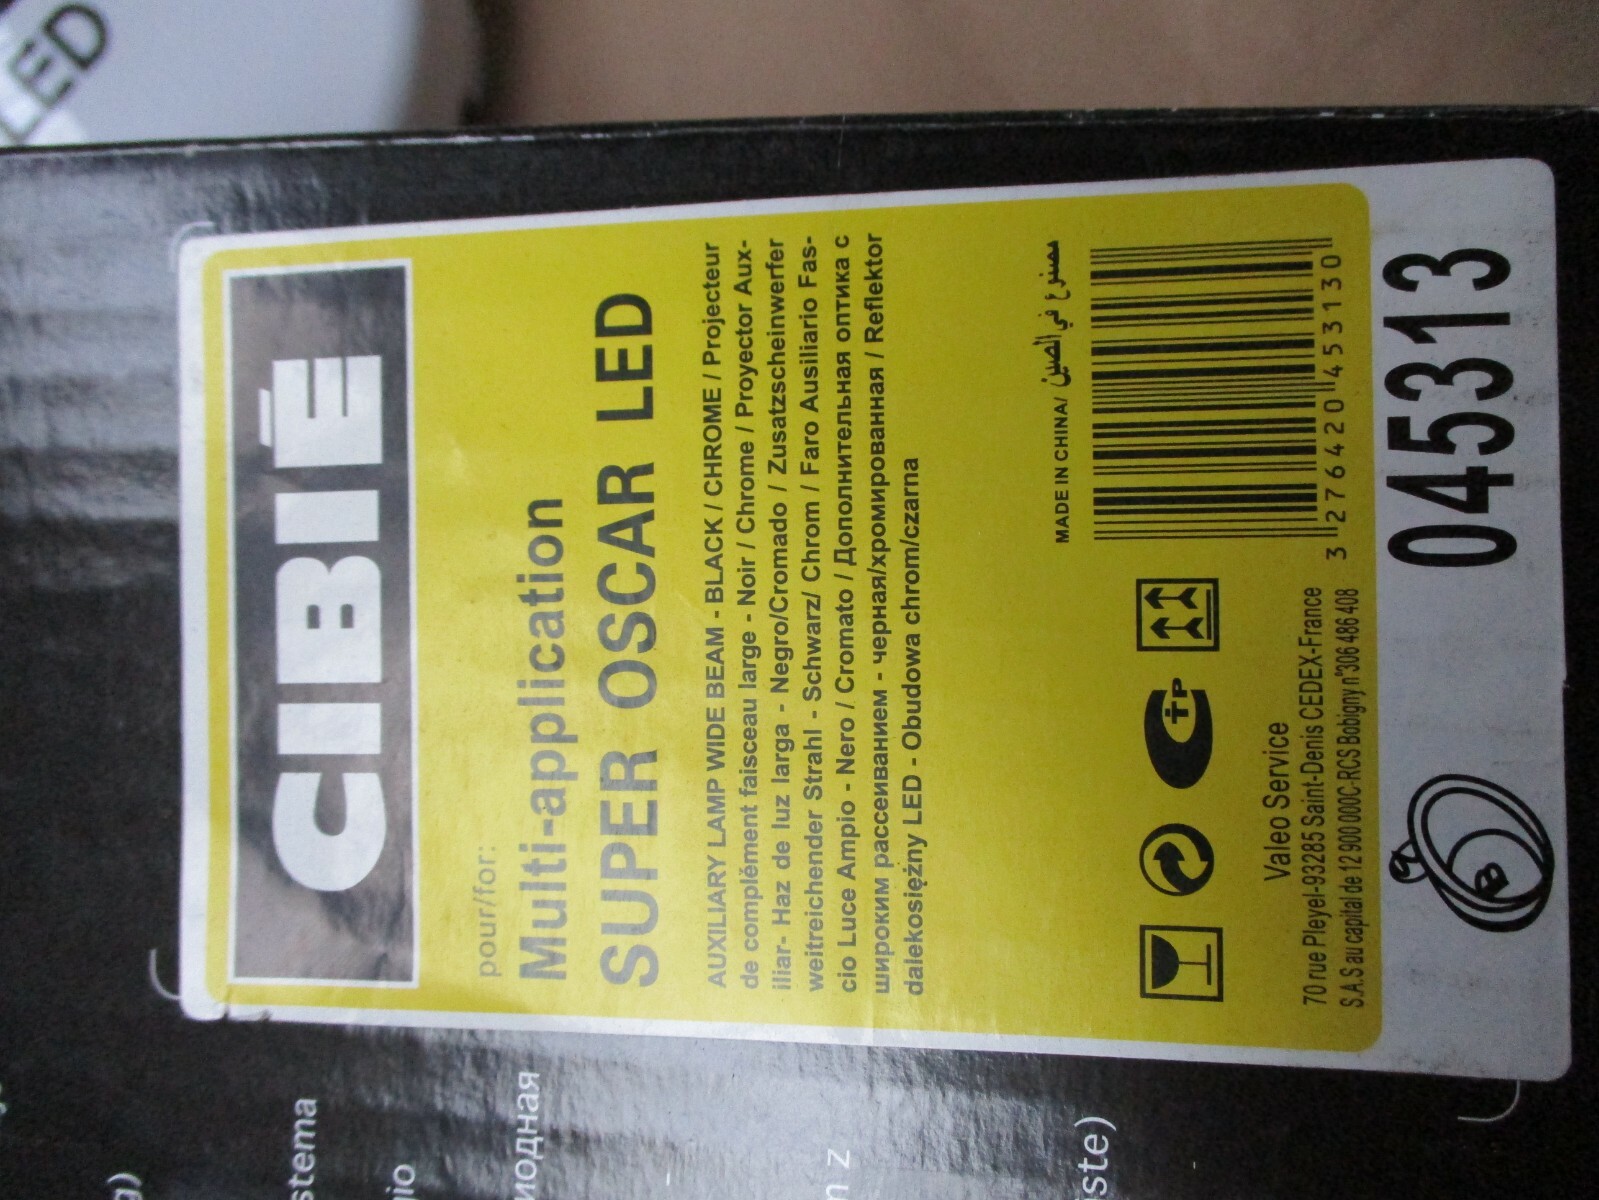 LED
CIBIÉ
pour/for:
Multi-application
SUPER OSCAR LED
AUXILIARY LAMP WIDE BEAM - BLACK / CHROME / Projecteur
de complément faisceau large - Noir / Chrome / Proyector Aux-
iliar- Haz de luz larga - Negro/Cromado / Zusatzscheinwerfer
weitreichender Strahl - Schwarz/ Chrom / Faro Ausiliario Fas-
cio Luce Ampio - Nero / Cromato / Дополнительная оптика с
широким рассеиванием - черная/хромированная / Reflektor
dalekosiężny LED - Obudowa chrom/czarna
MADE IN CHINA/ مصنوع في الصين/
3 276420 453130
Valeo Service
70 rue Pleyel-93285 Saint-Denis CEDEX-France
S.A.S au capital de 12 900 000€-RCS Bobigny n°306 486 408
045313
stema
gio
иодная
n z
iste)